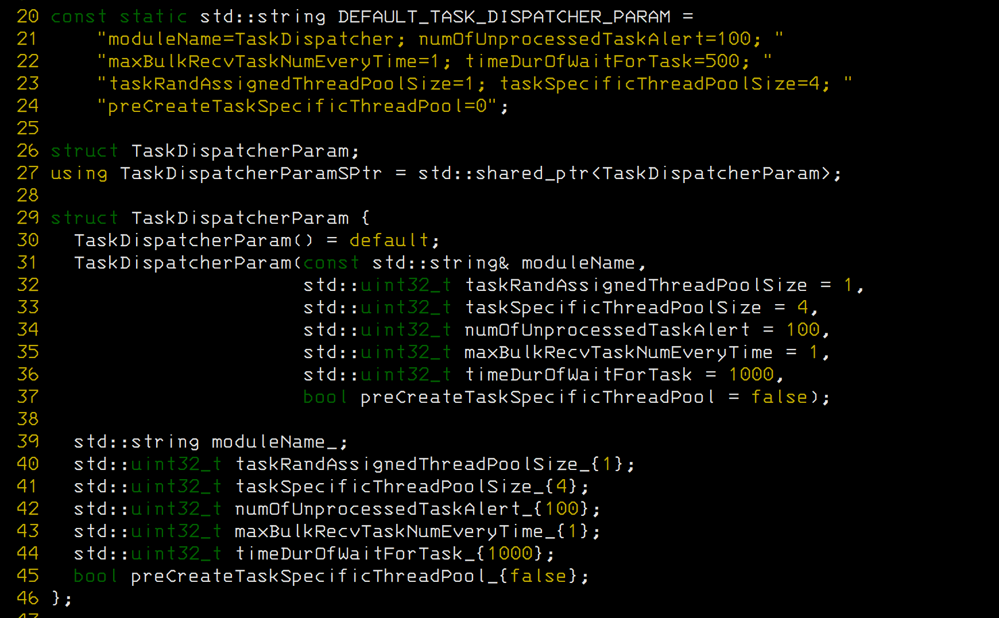 20 const static std::string DEFAULT_TASK_DISPATCHER_PARAM =
21     "moduleName=TaskDispatcher; numOfUnprocessedTaskAlert=100; "
22     "maxBulkRecvTaskNumEveryTime=1; timeDurOfWaitForTask=500; "
23     "taskRandAssignedThreadPoolSize=1; taskSpecificThreadPoolSize=4; "
24     "preCreateTaskSpecificThreadPool=0";
25
26 struct TaskDispatcherParam;
27 using TaskDispatcherParamSPtr = std::shared_ptr<TaskDispatcherParam>;
28
29 struct TaskDispatcherParam {
30   TaskDispatcherParam() = default;
31   TaskDispatcherParam(const std::string& moduleName,
32                       std::uint32_t taskRandAssignedThreadPoolSize = 1,
33                       std::uint32_t taskSpecificThreadPoolSize = 4,
34                       std::uint32_t numOfUnprocessedTaskAlert = 100,
35                       std::uint32_t maxBulkRecvTaskNumEveryTime = 1,
36                       std::uint32_t timeDurOfWaitForTask = 1000,
37                       bool preCreateTaskSpecificThreadPool = false);
38
39   std::string moduleName_;
40   std::uint32_t taskRandAssignedThreadPoolSize_{1};
41   std::uint32_t taskSpecificThreadPoolSize_{4};
42   std::uint32_t numOfUnprocessedTaskAlert_{100};
43   std::uint32_t maxBulkRecvTaskNumEveryTime_{1};
44   std::uint32_t timeDurOfWaitForTask_{1000};
45   bool preCreateTaskSpecificThreadPool_{false};
46 };
47